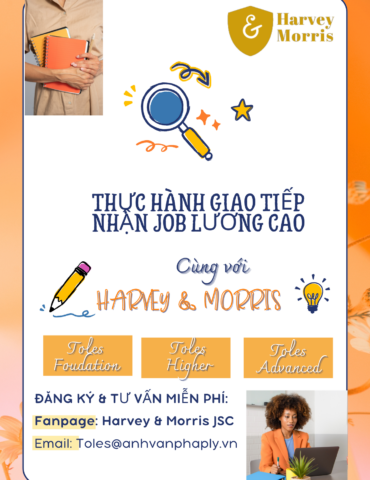 Harvey
Morris
THỰC HÀNH GIAO TIẾP
NHẬN JOB LƯƠNG CAO
Cùng với
HARVEY & MORRIS
Toles
Foudation
Toles
Higher
Toles
Advanced
ĐĂNG KÝ & TƯ VẤN MIỄN PHÍ:
Fanpage: Harvey & Morris JSC
Email: Toles@anhvanphaply.vn